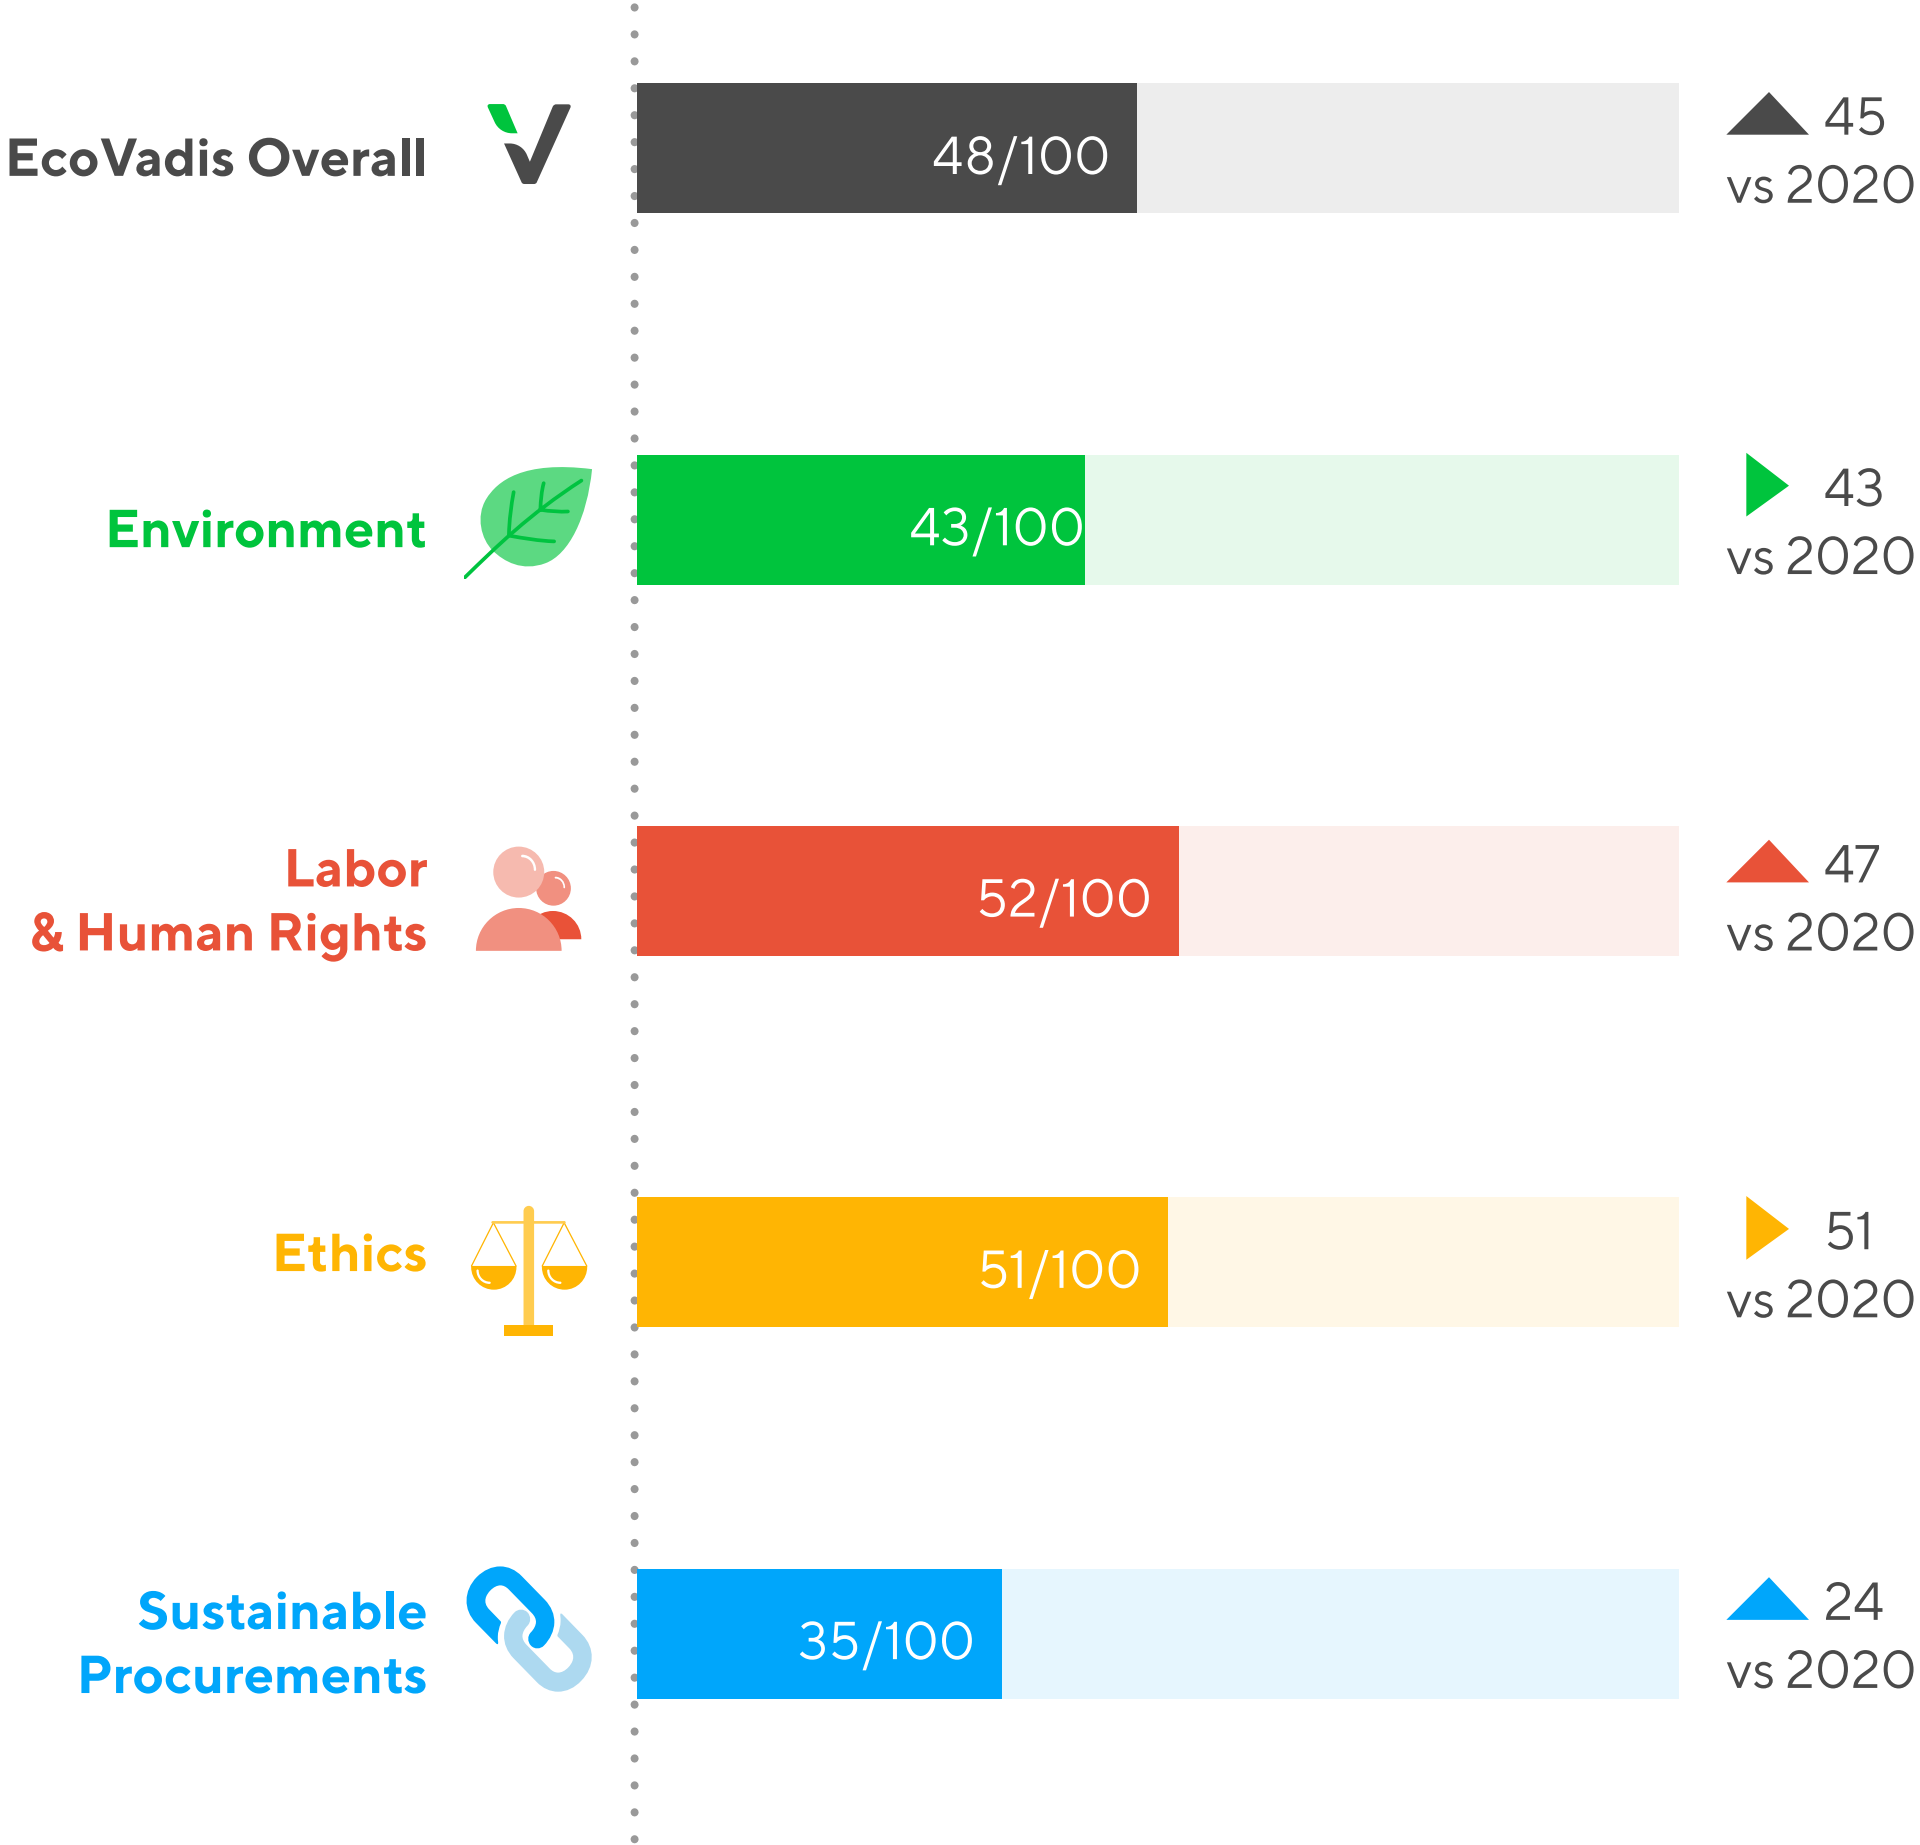 EcoVadis Overall
48/100
45
vs 2020
Environment
43/100
43
vs 2020
Labor
& Human Rights
52/100
47
vs 2020
Ethics
51/100
51
vs 2020
Sustainable
Procurements
35/100
24
vs 2020